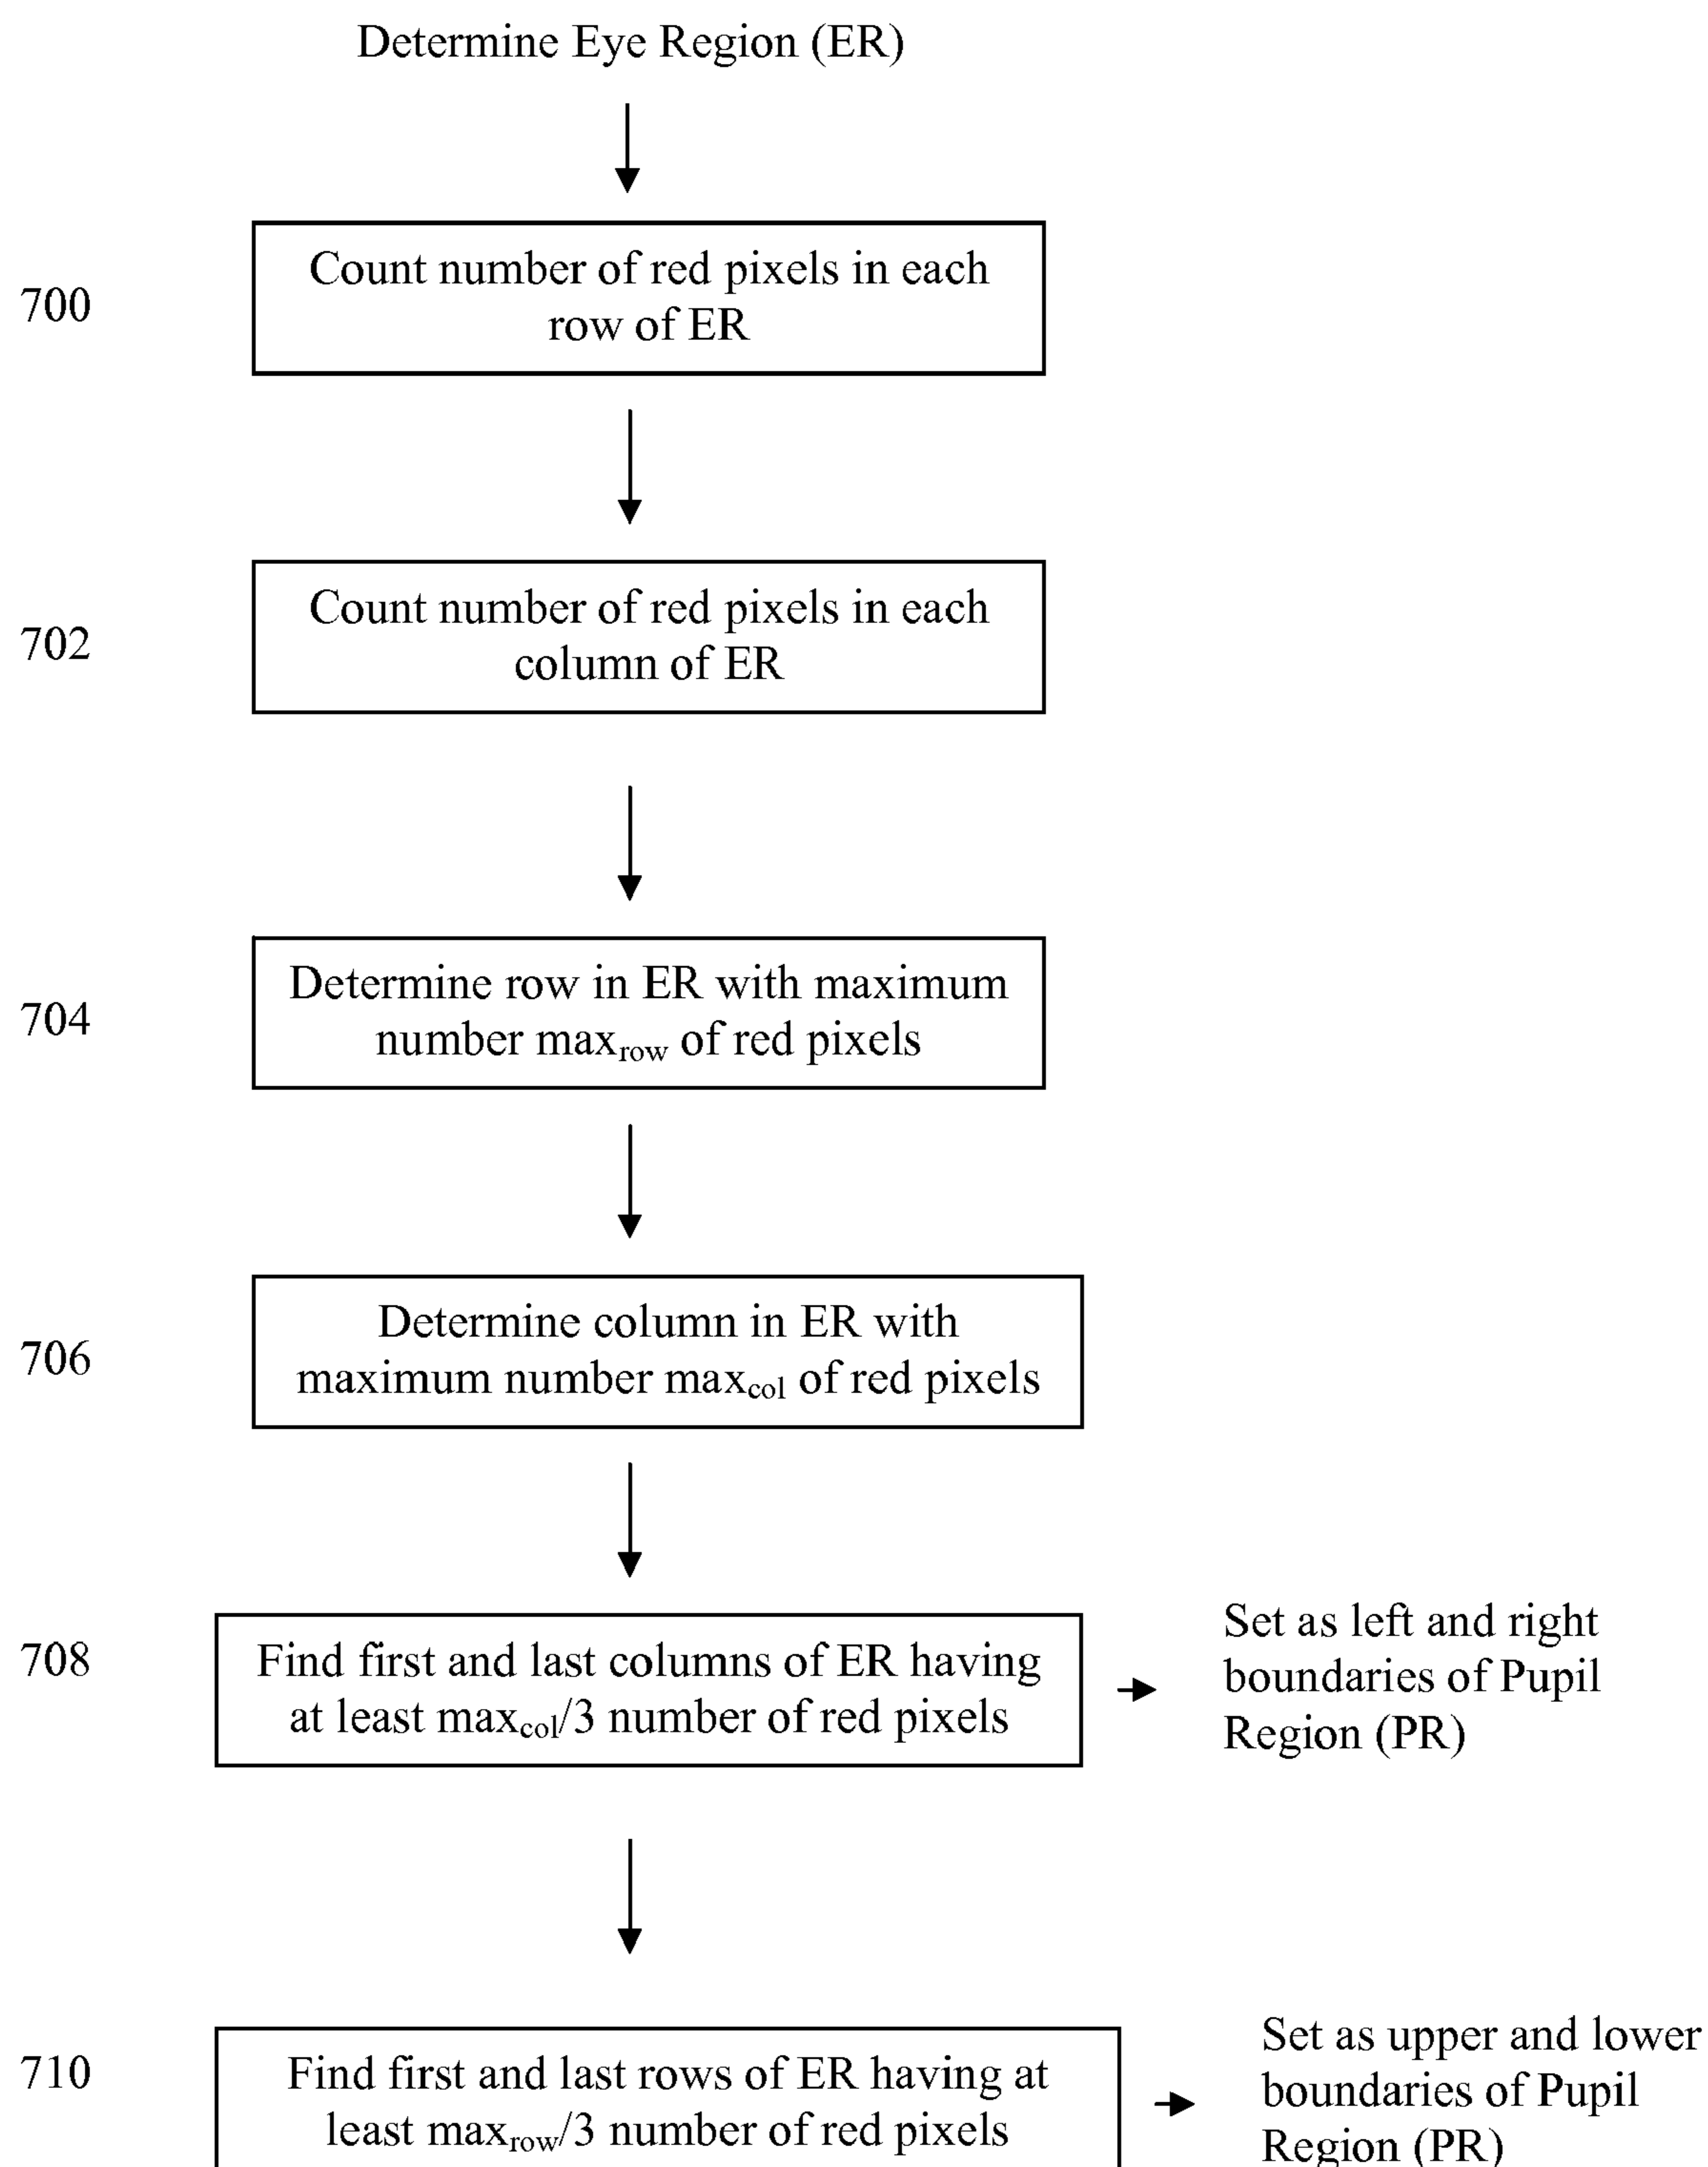 Determine Eye Region (ER)
700
Count number of red pixels in each
row of ER
702
Count number of red pixels in each
column of ER
704
Determine row in ER with maximum
number maxrow of red pixels
706
Determine column in ER with
maximum number maxcol of red pixels
708
Find first and last columns of ER having
at least maxcol/3 number of red pixels
Set as left and right
boundaries of Pupil
Region (PR)
710
Find first and last rows of ER having at
least maxrow/3 number of red pixels
Set as upper and lower
boundaries of Pupil
Region (PR)